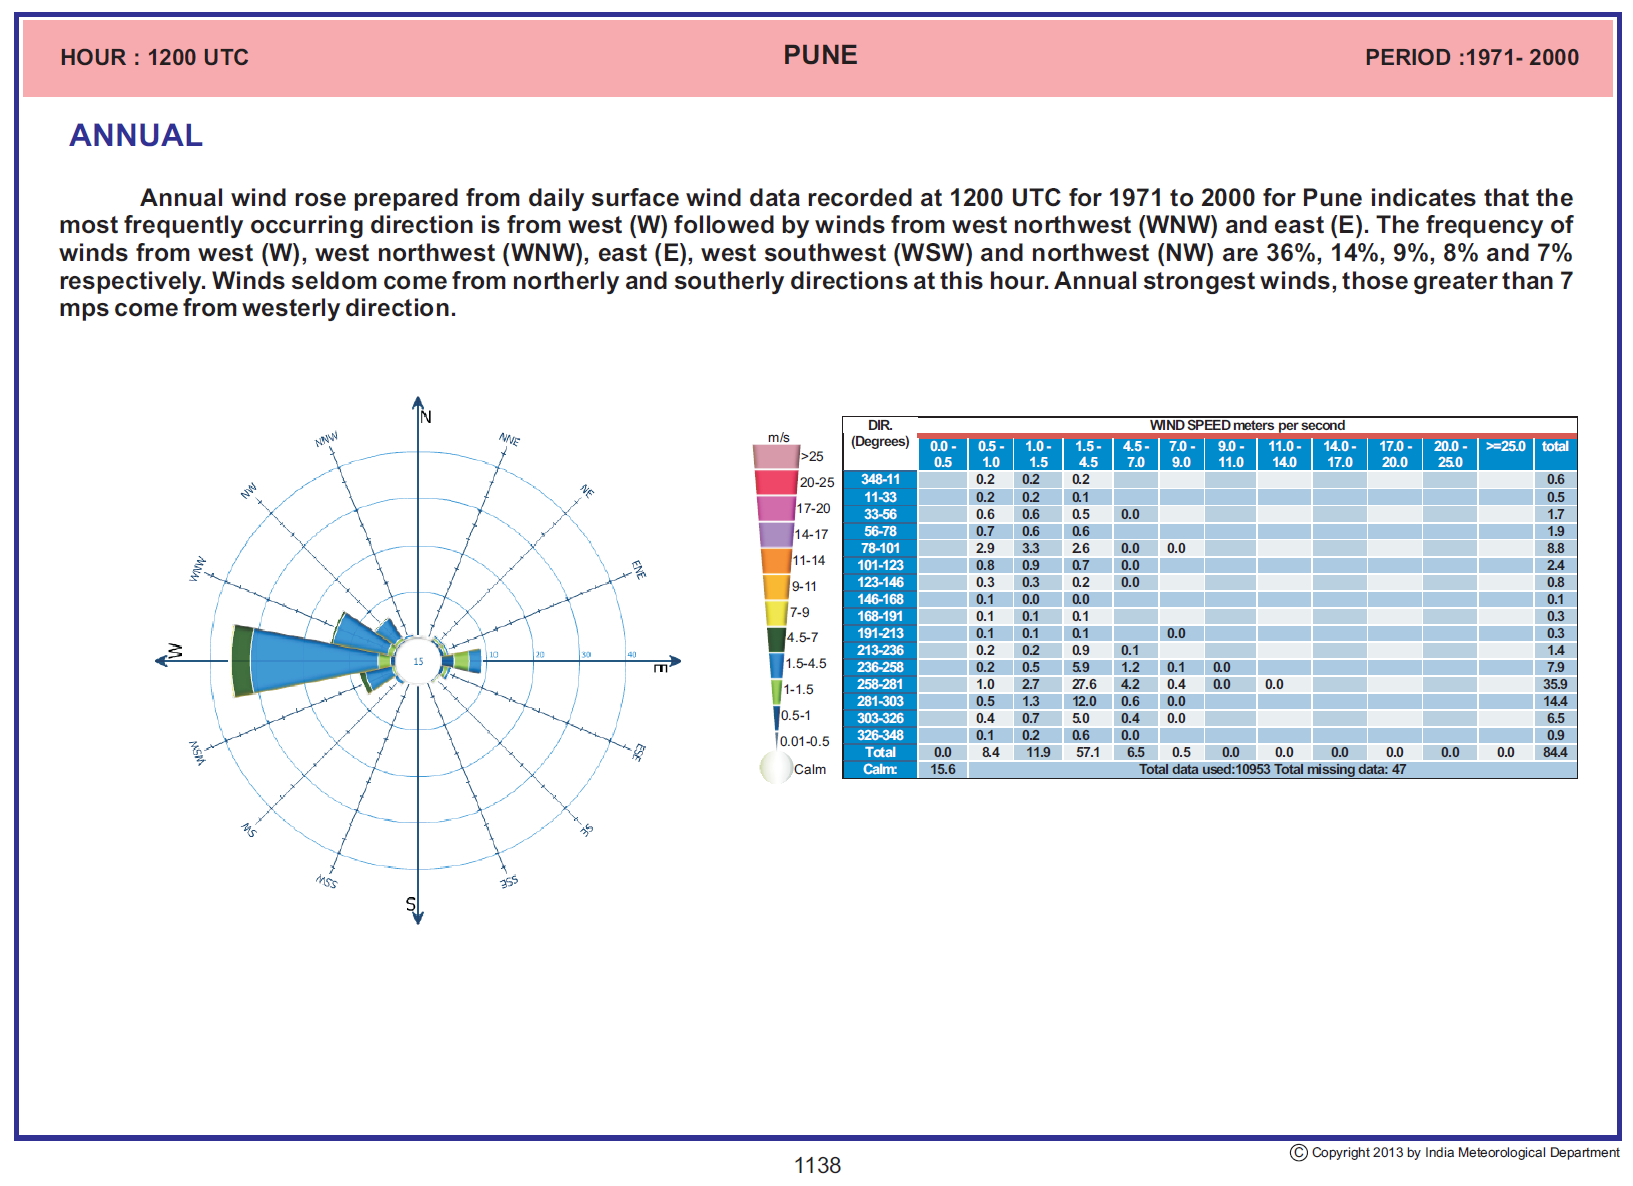 HOUR : 1200 UTC
PUNE
PERIOD :1971- 2000
ANNUAL
Annual wind rose prepared from daily surface wind data recorded at 1200 UTC for 1971 to 2000 for Pune indicates that the
most frequently occurring direction is from west (W) followed by winds from west northwest (WNW) and east (E). The frequency of
winds from west (W), west northwest (WNW), east (E), west southwest (WSW) and northwest (NW) are 36%, 14%, 9%, 8% and 7%
respectively. Winds seldom come from northerly and southerly directions at this hour. Annual strongest winds, those greater than 7
mps come from westerly direction.
N
NNW
NNE
NW
NE
WNW
ENE
W
15
10
20
30
40
E
WSW
ESE
SW
SE
SSW
SSE
S
m/s
>25
20-25
17-20
14-17
11-14
9-11
7-9
4.5-7
1.5-4.5
1-1.5
0.5-1
0.01-0.5
Calm
DIR. (Degrees) WIND SPEED meters per second
0.0 - 0.5 0.5 - 1.0 1.0 - 1.5 1.5 - 4.5 4.5 - 7.0 7.0 - 9.0 9.0 - 11.0 11.0 - 14.0 14.0 - 17.0 17.0 - 20.0 20.0 - 25.0 >=25.0 total
348-11 0.2 0.2 0.2 0.6
11-33 0.2 0.2 0.1 0.5
33-56 0.6 0.6 0.5 0.0 1.7
56-78 0.7 0.6 0.6 1.9
78-101 2.9 3.3 2.6 0.0 0.0 8.8
101-123 0.8 0.9 0.7 0.0 2.4
123-146 0.3 0.3 0.2 0.0 0.8
146-168 0.1 0.0 0.0 0.1
168-191 0.1 0.1 0.1 0.3
191-213 0.1 0.1 0.1 0.0 0.3
213-236 0.2 0.2 0.9 0.1 1.4
236-258 0.2 0.5 5.9 1.2 0.1 0.0 7.9
258-281 1.0 2.7 27.6 4.2 0.4 0.0 0.0 35.9
281-303 0.5 1.3 12.0 0.6 0.0 14.4
303-326 0.4 0.7 5.0 0.4 0.0 6.5
326-348 0.1 0.2 0.6 0.0 0.9
Total 0.0 8.4 11.9 57.1 6.5 0.5 0.0 0.0 0.0 0.0 0.0 0.0 84.4
Calm: 15.6 Total data used:10953 Total missing data: 47
© Copyright 2013 by India Meteorological Department
1138